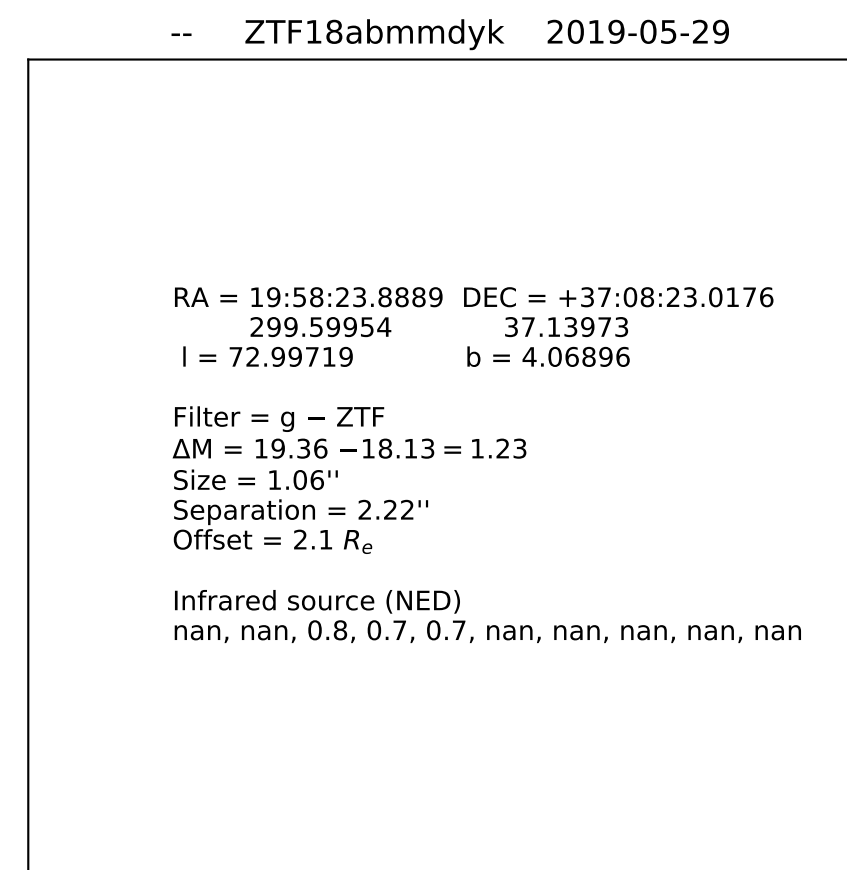 -- ZTF18abmmdyk 2019-05-29
RA = 19:58:23.8889 DEC = +37:08:23.0176
299.59954 37.13973
l = 72.99719 b = 4.06896
Filter = g − ZTF
ΔM = 19.36 −18.13 = 1.23
Size = 1.06''
Separation = 2.22''
Offset = 2.1 Re
Infrared source (NED)
nan, nan, 0.8, 0.7, 0.7, nan, nan, nan, nan, nan